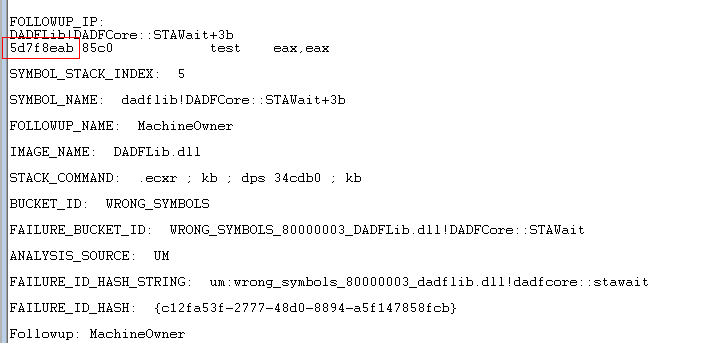 FOLLOWUP_IP:
DADFLib!DADFCore::STAWait+3b
5d7f8eab 85c0 test eax,eax
SYMBOL_STACK_INDEX: 5
SYMBOL_NAME: dadflib!DADFCore::STAWait+3b
FOLLOWUP_NAME: MachineOwner
IMAGE_NAME: DADFLib.dll
STACK_COMMAND: .ecxr ; kb ; dps 34cdb0 ; kb
BUCKET_ID: WRONG_SYMBOLS
FAILURE_BUCKET_ID: WRONG_SYMBOLS_80000003_DADFLib.dll!DADFCore::STAWait
ANALYSIS_SOURCE: UM
FAILURE_ID_HASH_STRING: um:wrong_symbols_80000003_dadflib.dll!dadfcore::stawait
FAILURE_ID_HASH: {c12fa53f-2777-48d0-8894-a5f147858fcb}
Followup: MachineOwner